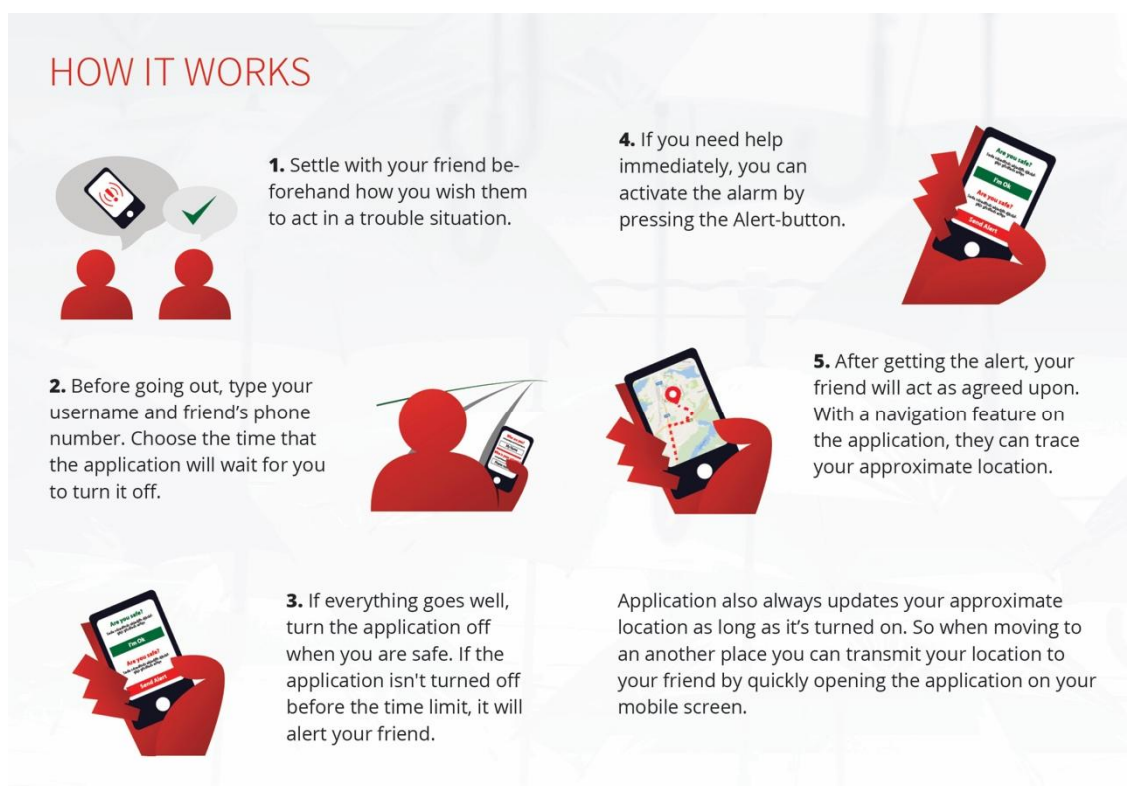 HOW IT WORKS
1. Settle with your friend be-
forehand how you wish them
to act in a trouble situation.
2. Before going out, type your
username and friend’s phone
number. Choose the time that
the application will wait for you
to turn it off.
3. If everything goes well,
turn the application off
when you are safe. If the
application isn't turned off
before the time limit, it will
alert your friend.
Are you safe?
I'm Ok
Are you safe?
Send Alert
4. If you need help
immediately, you can
activate the alarm by
pressing the Alert-button.
Are you safe?
I'm Ok
Are you safe?
Send Alert
5. After getting the alert, your
friend will act as agreed upon.
With a navigation feature on
the application, they can trace
your approximate location.
Application also always updates your approximate
location as long as it’s turned on. So when moving to
an another place you can transmit your location to
your friend by quickly opening the application on your
mobile screen.